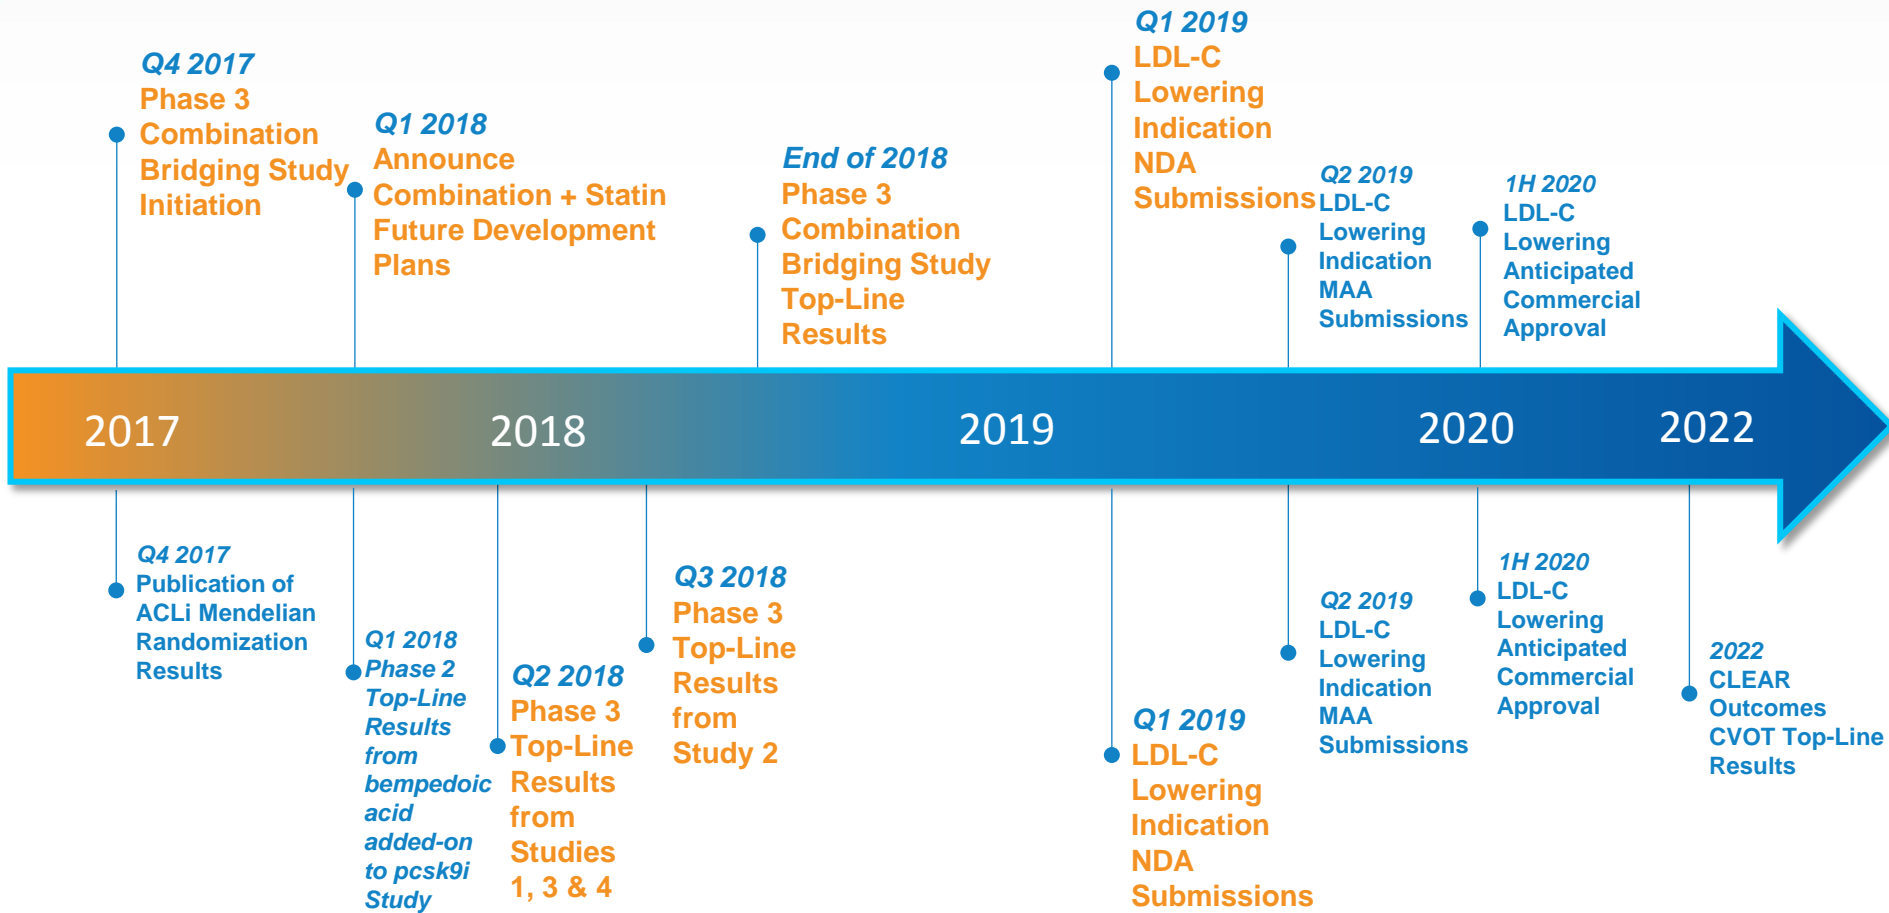 Q4 2017
Phase 3
Combination
Bridging Study
Initiation
Q1 2018
Announce
Combination + Statin
Future Development
Plans
End of 2018
Phase 3
Combination
Bridging Study
Top-Line
Results
Q1 2019
LDL-C
Lowering
Indication
NDA
Submissions
Q2 2019
LDL-C
Lowering
Indication
MAA
Submissions
1H 2020
LDL-C
Lowering
Anticipated
Commercial
Approval
2017
2018
2019
2020
2022
Q4 2017
Publication of
ACLi Mendelian
Randomization
Results
Q1 2018
Phase 2
Top-Line
Results
from
bempedoic
acid
added-on
to pcsk9i
Study
Q2 2018
Phase 3
Top-Line
Results
from
Studies
1, 3 & 4
Q3 2018
Phase 3
Top-Line
Results
from
Study 2
Q1 2019
LDL-C
Lowering
Indication
NDA
Submissions
Q2 2019
LDL-C
Lowering
Indication
MAA
Submissions
1H 2020
LDL-C
Lowering
Anticipated
Commercial
Approval
2022
CLEAR
Outcomes
CVOT Top-Line
Results